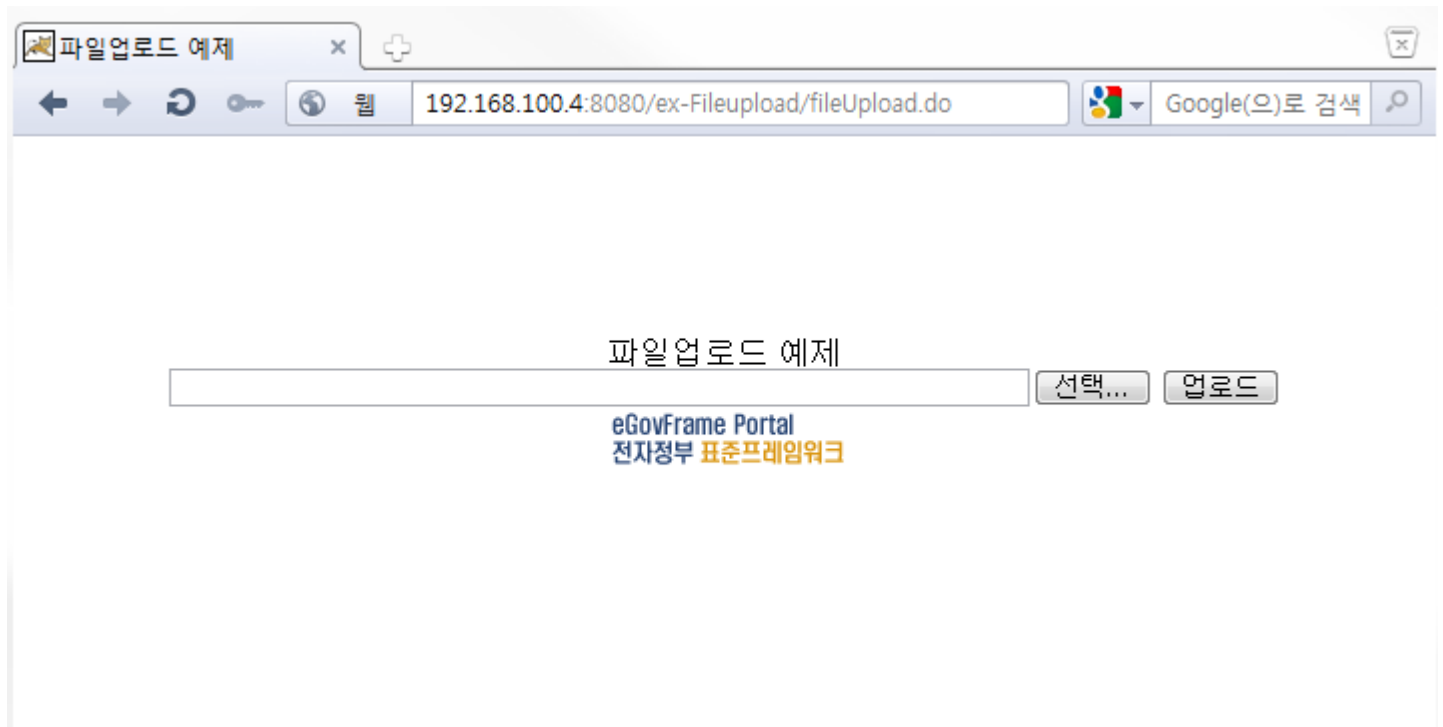 파일업로드 예제
웹 192.168.100.4:8080/ex-Fileupload/fileUpload.do Google(으)로 검색
파일업로드 예제
선택... 업로드
eGovFrame Portal
전자정부 표준프레임워크